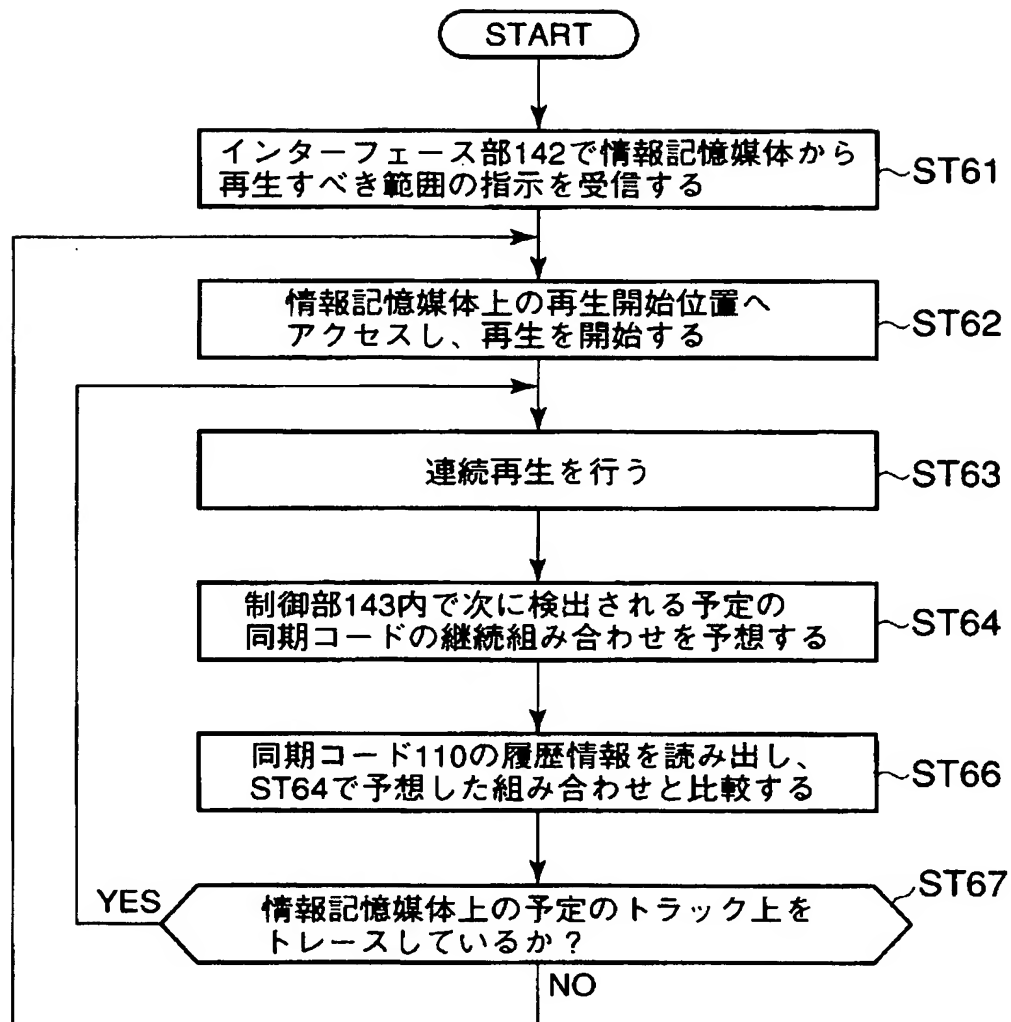 START
インターフェース部142で情報記憶媒体から
再生すべき範囲の指示を受信する
ST61
情報記憶媒体上の再生開始位置へ
アクセスし、再生を開始する
ST62
連続再生を行う
ST63
制御部143内で次に検出される予定の
同期コードの継続組み合わせを予想する
ST64
同期コード110の履歴情報を読み出し、
ST64で予想した組み合わせと比較する
ST66
ST67
YES
情報記憶媒体上の予定のトラック上を
トレースしているか？
NO